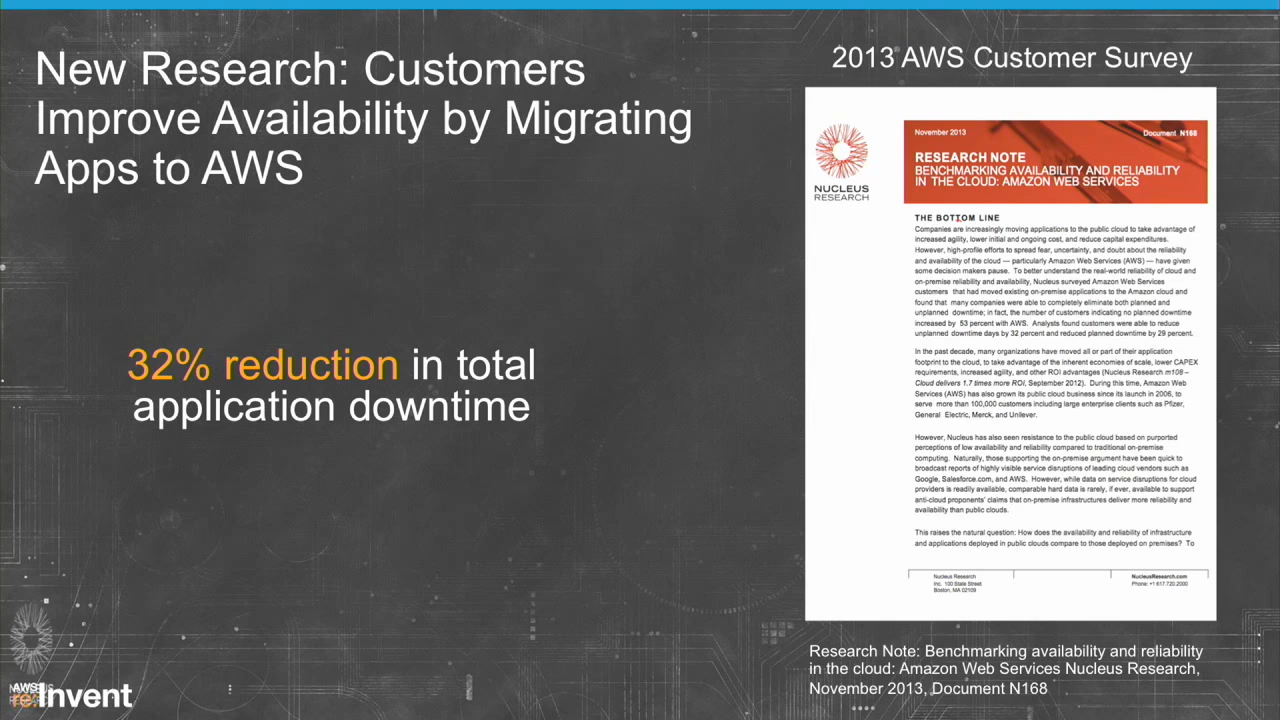 New Research: Customers
Improve Availability by Migrating
Apps to AWS
32% reduction in total
application downtime
2013 AWS Customer Survey
NUCLEUS
RESEARCH
November 2013
Document N168
RESEARCH NOTE
BENCHMARKING AVAILABILITY AND RELIABILITY
IN THE CLOUD: AMAZON WEB SERVICES
THE BOTTOM LINE
Companies are increasingly moving applications to the public cloud to take advantage of
increased agility, lower initial and ongoing cost, and reduce capital expenditures.
However, high-profile efforts to spread fear, uncertainty, and doubt about the reliability
and availability of the cloud — particularly Amazon Web Services (AWS) — have given
some decision makers pause. To better understand the real-world reliability of cloud and
on-premise reliability and availability, Nucleus surveyed Amazon Web Services
customers that had moved existing on-premise applications to the Amazon cloud and
found that many companies were able to completely eliminate both planned and
unplanned downtime; in fact, the number of customers indicating no planned downtime
increased by 53 percent with AWS. Analysts found customers were able to reduce
unplanned downtime days by 32 percent and reduced planned downtime by 29 percent.
In the past decade, many organizations have moved all or part of their application
footprint to the cloud, to take advantage of the inherent economies of scale, lower CAPEX
requirements, increased agility, and other ROI advantages (Nucleus Research m108 –
Cloud delivers 1.7 times more ROI, September 2012). During this time, Amazon Web
Services (AWS) has also grown its public cloud business since its launch in 2006, to
serve more than 100,000 customers including large enterprise clients such as Pfizer,
General Electric, Merck, and Unilever.
However, Nucleus has also seen resistance to the public cloud based on purported
perceptions of low availability and reliability compared to traditional on-premise
computing. Naturally, those supporting the on-premise argument have been quick to
broadcast reports of highly visible service disruptions of leading cloud vendors such as
Google, Salesforce.com, and AWS. However, while data on service disruptions for cloud
providers is readily available, comparable hard data is rarely, if ever, available to support
anti-cloud proponents' claims that on-premise infrastructures deliver more reliability and
availability than public clouds.
This raises the natural question: How does the availability and reliability of infrastructure
and applications deployed in public clouds compare to those deployed on premises? To
Nucleus Research
Inc. 100 State Street
Boston, MA 02109
NucleusResearch.com
Phone: +1 617.720.2000
Research Note: Benchmarking availability and reliability
in the cloud: Amazon Web Services Nucleus Research,
November 2013, Document N168
AWS
re:Invent